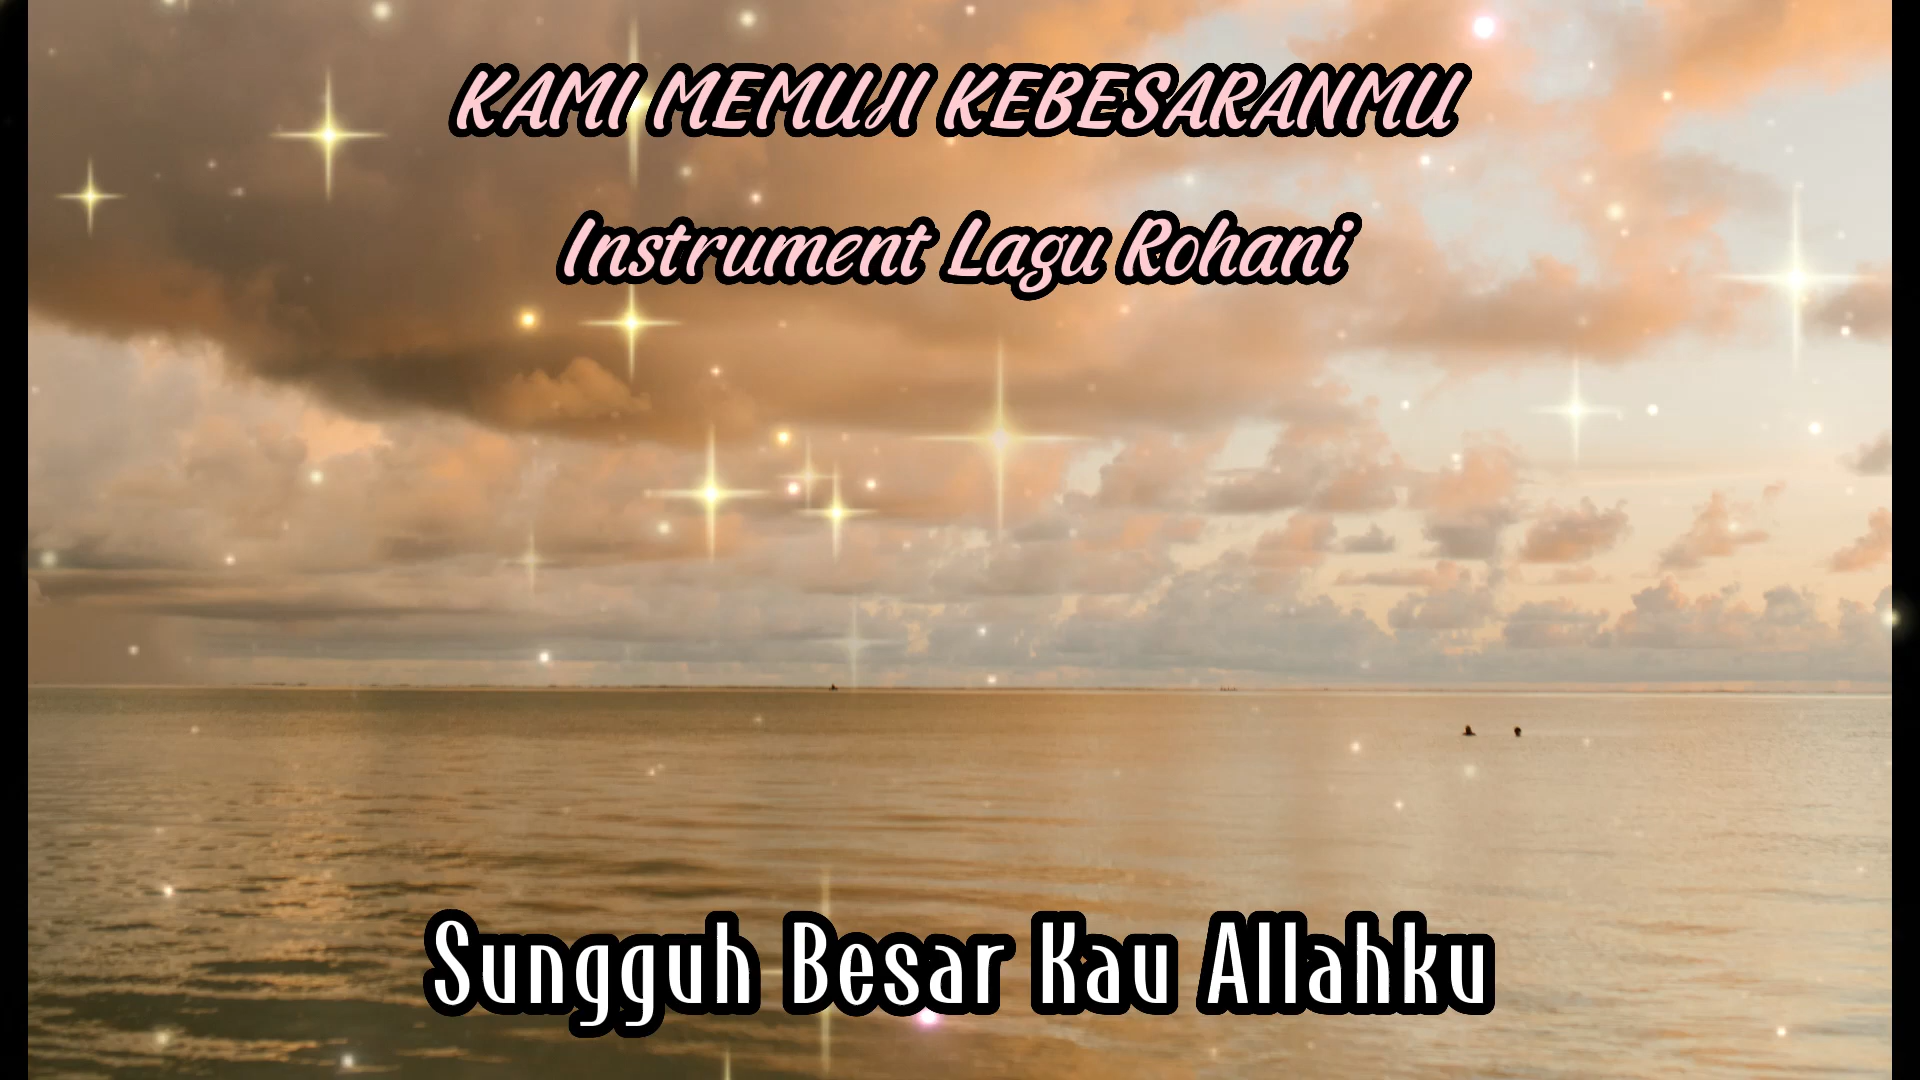 KAMI MEMUJI KEBESARANMU
Instrument Lagu Rohani
Sungguh Besar Kau Allahku